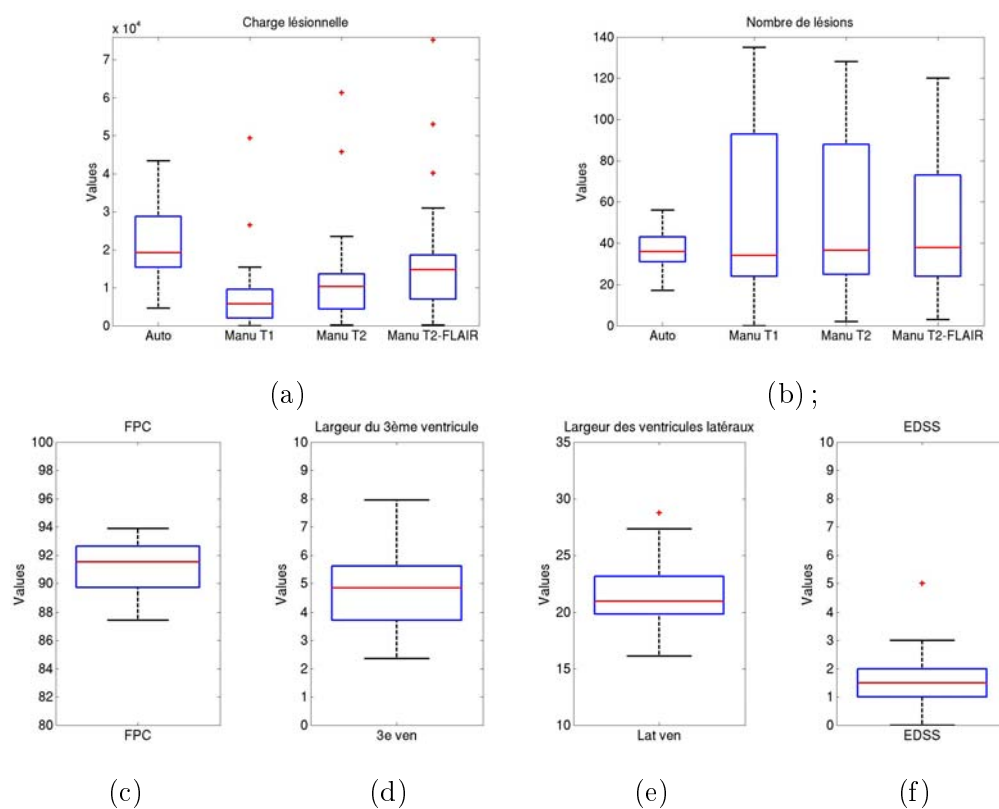 Charge lésionnelle
x 10⁴
7
6
5
4
3
2
1
0
Values
Auto Manu T1 Manu T2 Manu T2-FLAIR
(a)
Nombre de lésions
140
120
100
80
60
40
20
0
Values
Auto Manu T1 Manu T2 Manu T2-FLAIR
(b) ;
FPC
100
98
96
94
92
90
88
86
84
82
80
Values
FPC
(c)
Largeur du 3ème ventricule
10
9
8
7
6
5
4
3
2
1
0
Values
3e ven
(d)
Largeur des ventricules latéraux
35
30
25
20
15
10
Values
Lat ven
(e)
EDSS
10
9
8
7
6
5
4
3
2
1
0
Values
EDSS
(f)